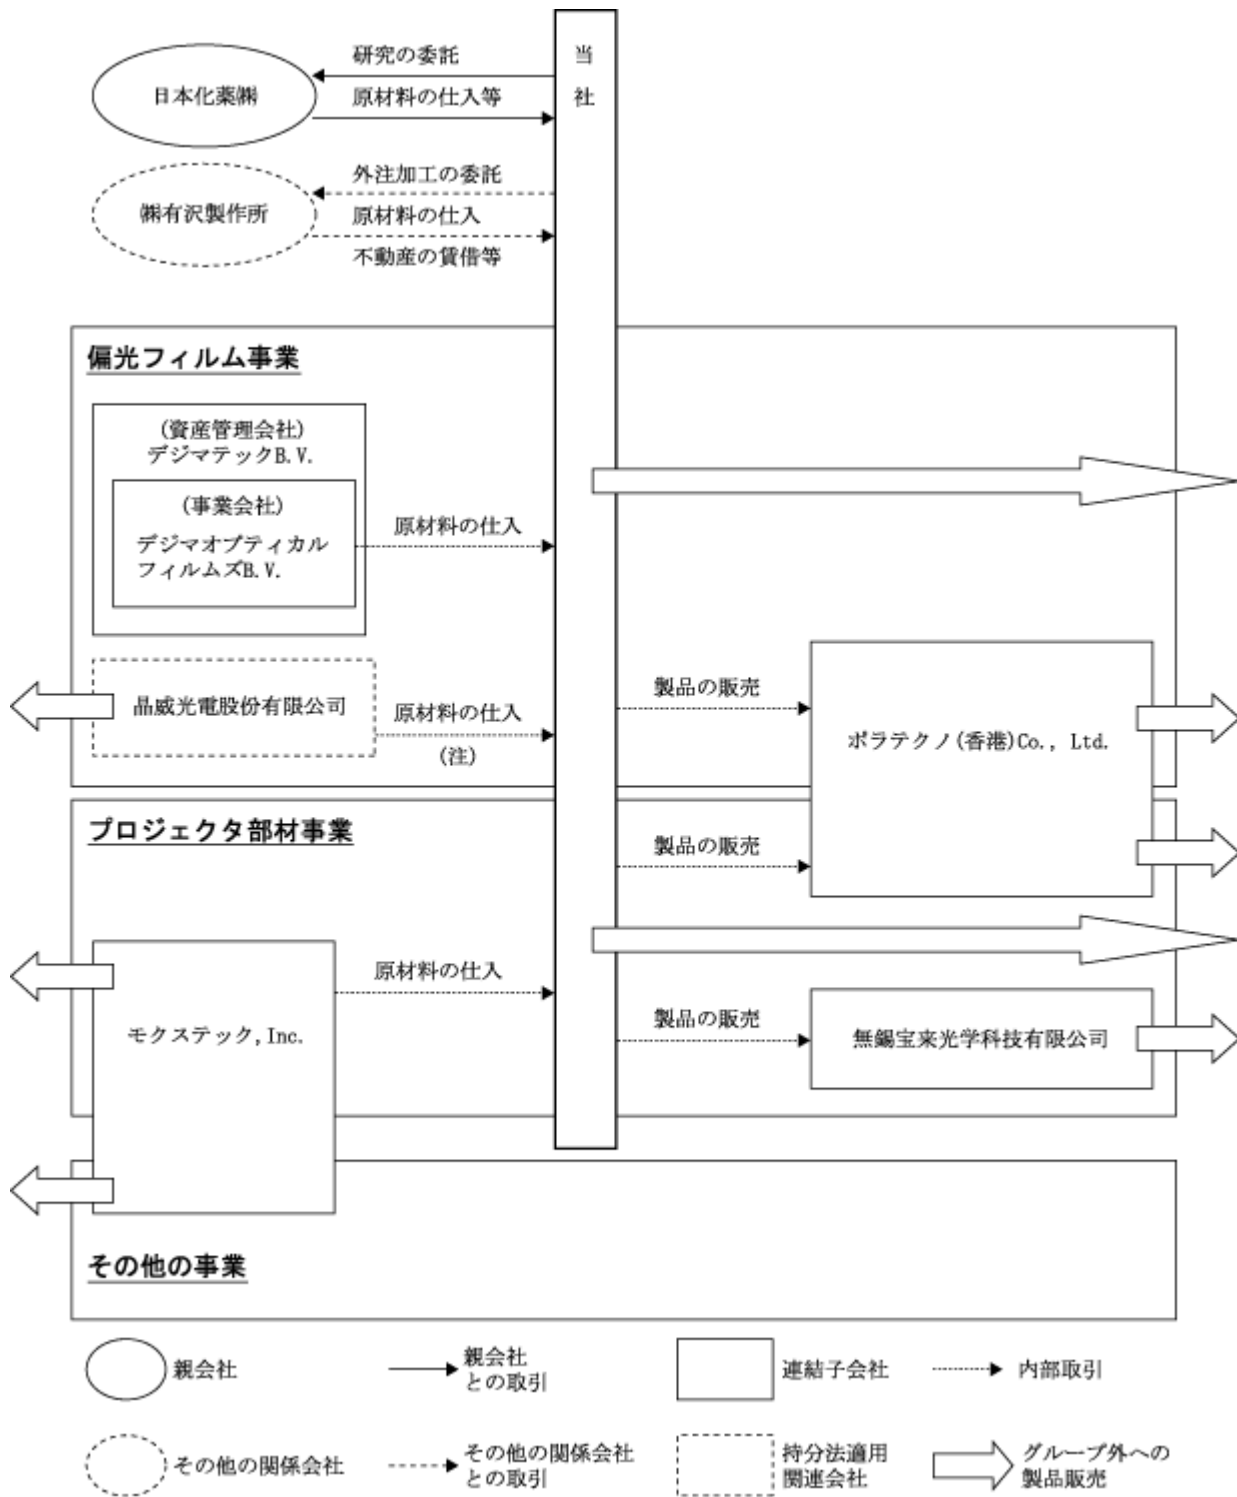 当
社
研究の委託
日本化薬㈱
原材料の仕入等
外注加工の委託
㈱有沢製作所
原材料の仕入
不動産の賃借等
偏光フィルム事業
(資産管理会社)
デジマテックB.V.
(事業会社)
デジマオプティカル
フィルムズB.V.
原材料の仕入
晶威光電股份有限公司
原材料の仕入
(注)
製品の販売
ポラテクノ(香港)Co., Ltd.
プロジェクタ部材事業
製品の販売
モクステック,Inc.
原材料の仕入
製品の販売
無錫宝来光学科技有限公司
その他の事業
親会社
親会社
との取引
連結子会社
内部取引
その他の関係会社
その他の関係会社
との取引
持分法適用
関連会社
グループ外への
製品販売